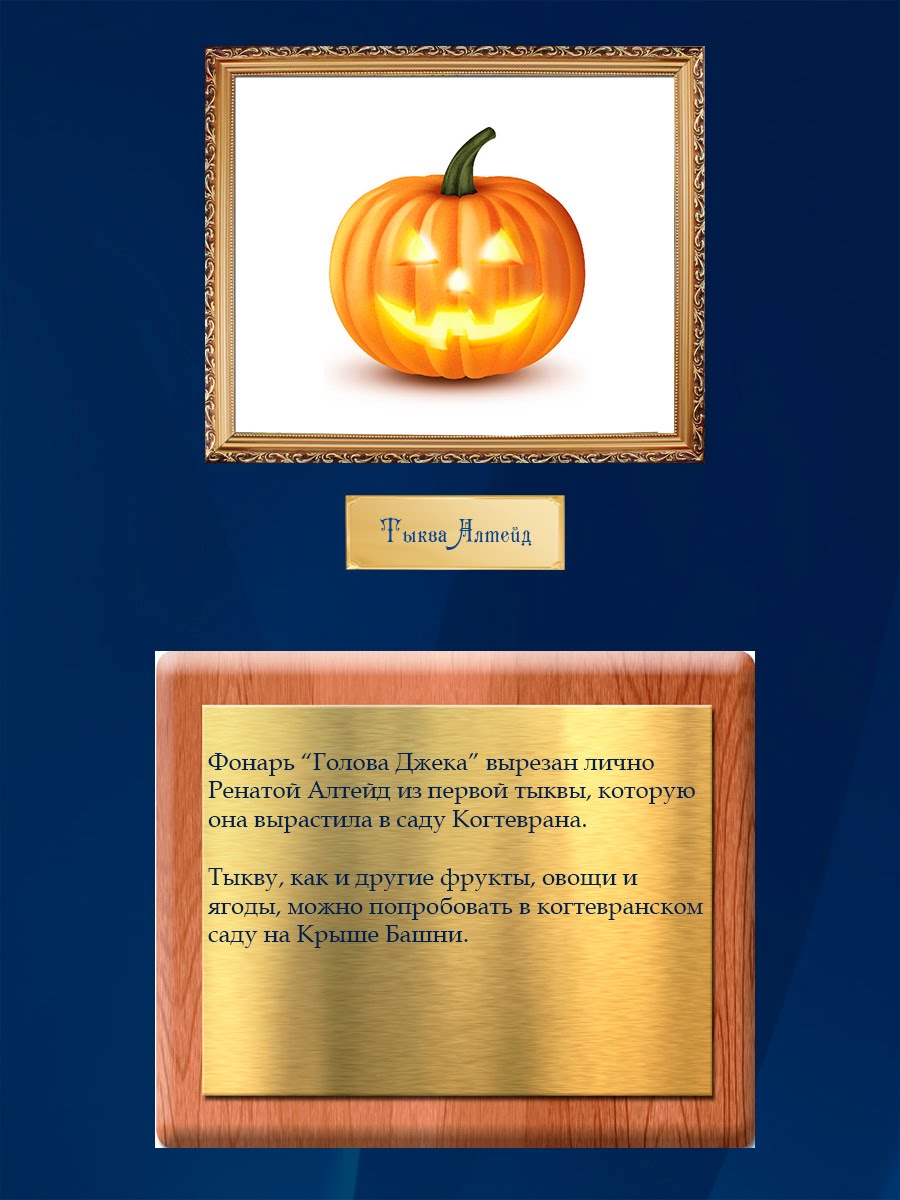 Тыква Алтейд
Фонарь “Голова Джека” вырезан лично
Ренатой Алтейд из первой тыквы, которую
она вырастила в саду Когтеврана.
Тыкву, как и другие фрукты, овощи и
ягоды, можно попробовать в когтевранском
саду на Крыше Башни.